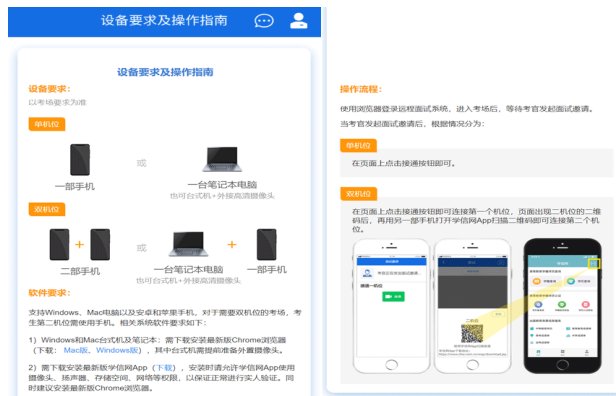 设备要求及操作指南
设备要求及操作指南
设备要求：
以考场要求为准
单机位
或
一部手机
一台笔记本电脑
也可台式机+外接高清摄像头
双机位
+
或
+
二部手机
一台笔记本电脑
一部手机
也可台式机+外接高清摄像头
软件要求：
支持Windows、Mac电脑以及安卓和苹果手机，对于需要双机位的考场，考
生第二机位需使用手机。相关系统软件要求如下：
1）Windows和Mac台式机及笔记本：需下载安装最新版Chrome浏览器
（下载： Mac版、Windows版），其中台式机需提前准备外置摄像头。
2）需下载安装最新版学信网App（下载），安装时请允许学信网App使用
摄像头、扬声器、存储空间、网络等权限，以保证正常进行实人验证。同
时建议安装最新版Chrome浏览器。
操作流程：
使用浏览器登录远程面试系统，进入考场后，等待考官发起面试邀请。
当考官发起面试邀请后，根据情况分为：
单机位
在页面上点击接通按钮即可。
双机位
在页面上点击接通按钮即可连接第一个机位，页面出现二机位的二维
码后，再用另一部手机打开学信网App扫描二维码即可连接第二个机
位。
二机位